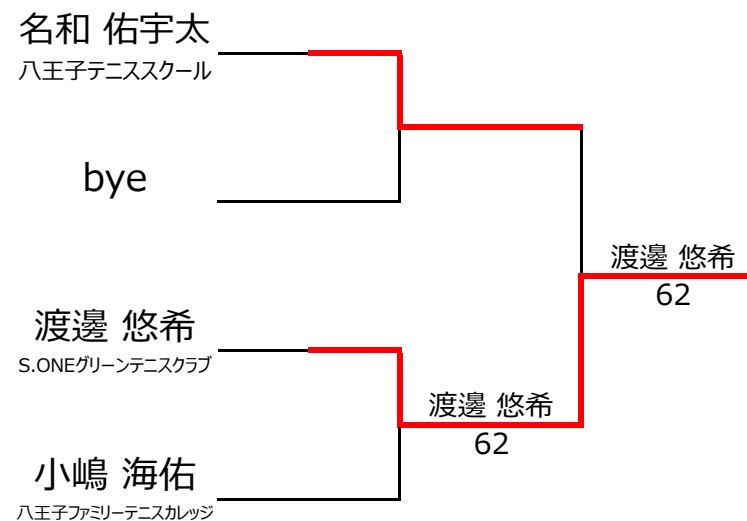 名和 佑宇太
八王子テニススクール
bye
渡邊 悠希
62
渡邊 悠希
S.ONEグリーンテニスクラブ
渡邊 悠希
62
小嶋 海佑
八王子ファミリーテニスカレッジ